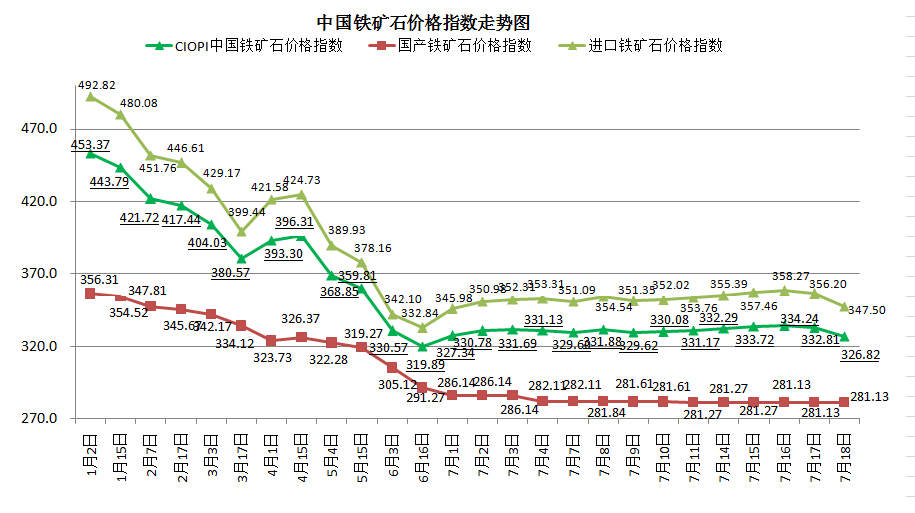 中国铁矿石价格指数走势图
CIOPI中国铁矿石价格指数 国产铁矿石价格指数 进口铁矿石价格指数
470.0
420.0
370.0
320.0
270.0
492.82 480.08 451.76 446.61 429.17 399.44 421.58 424.73 389.93 378.16 342.10 332.84 345.98 350.98 352.31 353.31 351.09 354.54 351.35 352.02 353.76 355.39 357.46 358.27 356.20 347.50
453.37 443.79 421.72 417.44 404.03 380.57 393.30 396.31 368.85 359.81 330.57 319.89 327.34 330.78 331.69 331.13 329.66 331.88 329.62 330.08 331.17 332.29 333.72 334.24 332.81 326.82
356.31 354.52 347.81 345.67 342.17 334.12 323.73 326.37 322.28 319.27 305.12 291.27 286.14 286.14 286.14 282.11 282.11 281.84 281.61 281.61 281.27 281.27 281.27 281.13 281.13 281.13
1月2日 1月15日 2月7日 2月17日 3月3日 3月17日 4月1日 4月15日 5月4日 5月15日 6月3日 6月16日 7月1日 7月2日 7月3日 7月4日 7月7日 7月8日 7月9日 7月10日 7月11日 7月14日 7月15日 7月16日 7月17日 7月18日